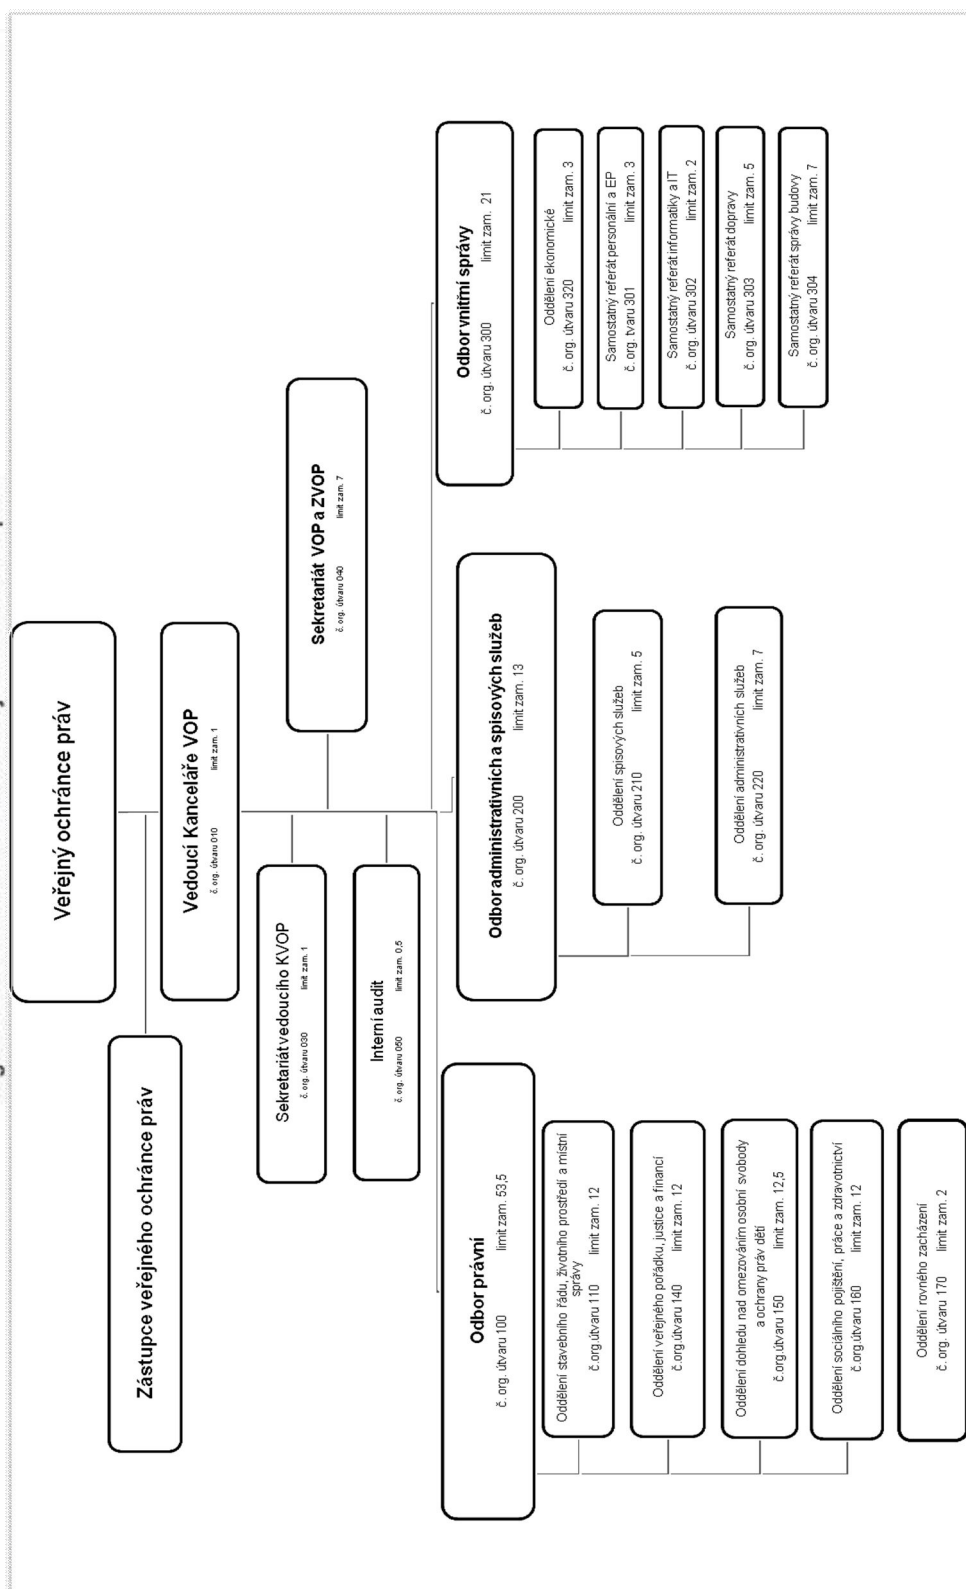 Veřejný ochránce práv
Zástupce veřejného ochránce práv
Vedoucí Kanceláře VOP
č. org. útvaru 010 limit zam. 1
Sekretariát vedoucího KVOP
č. org. útvaru 030 limit zam. 1
Sekretariát VOP a ZVOP
č. org. útvaru 040 limit zam. 7
Interní audit
č. org. útvaru 050 limit zam. 0,5
Odbor právní
č. org. útvaru 100 limit zam. 53,5
Oddělení stavebního řádu, životního prostředí a místní
správy
č.org.útvaru 110 limit zam. 12
Oddělení veřejného pořádku, justice a financí
č.org.útvaru 140 limit zam. 12
Oddělení dohledu nad omezováním osobní svobody
a ochrany práv dětí
č.org.útvaru 150 limit zam. 12,5
Oddělení sociálního pojištění, práce a zdravotnictví
č.org.útvaru 160 limit zam. 12
Oddělení rovného zacházení
č. org. útvaru 170 limit zam. 2
Odbor administrativních a spisových služeb
č. org. útvaru 200 limit zam. 13
Oddělení spisových služeb
č. org. útvaru 210 limit zam. 5
Oddělení administrativních služeb
č. org. útvaru 220 limit zam. 7
Odbor vnitřní správy
č. org. útvaru 300 limit zam. 21
Oddělení ekonomické
č. org. útvaru 320 limit zam. 3
Samostatný referát personální a EP
č. org. tvaru 301 limit zam. 3
Samostatný referát informatiky a IT
č. org. útvaru 302 limit zam. 2
Samostatný referát dopravy
č. org. útvaru 303 limit zam. 5
Samostatný referát správy budovy
č. org. útvaru 304 limit zam. 7